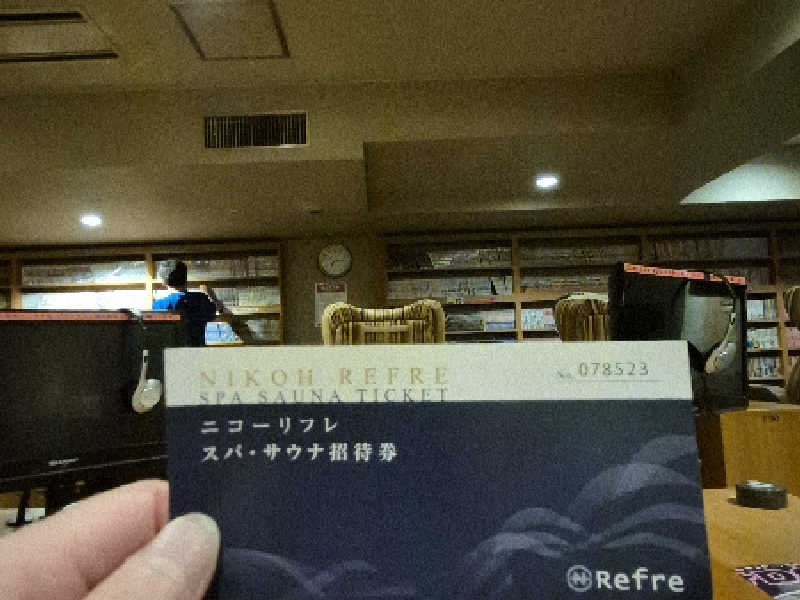 NIKOH REFRE
SPA SAUNA TICKET
No. 078523
ニコーリフレ
スパ・サウナ招待券
Refre